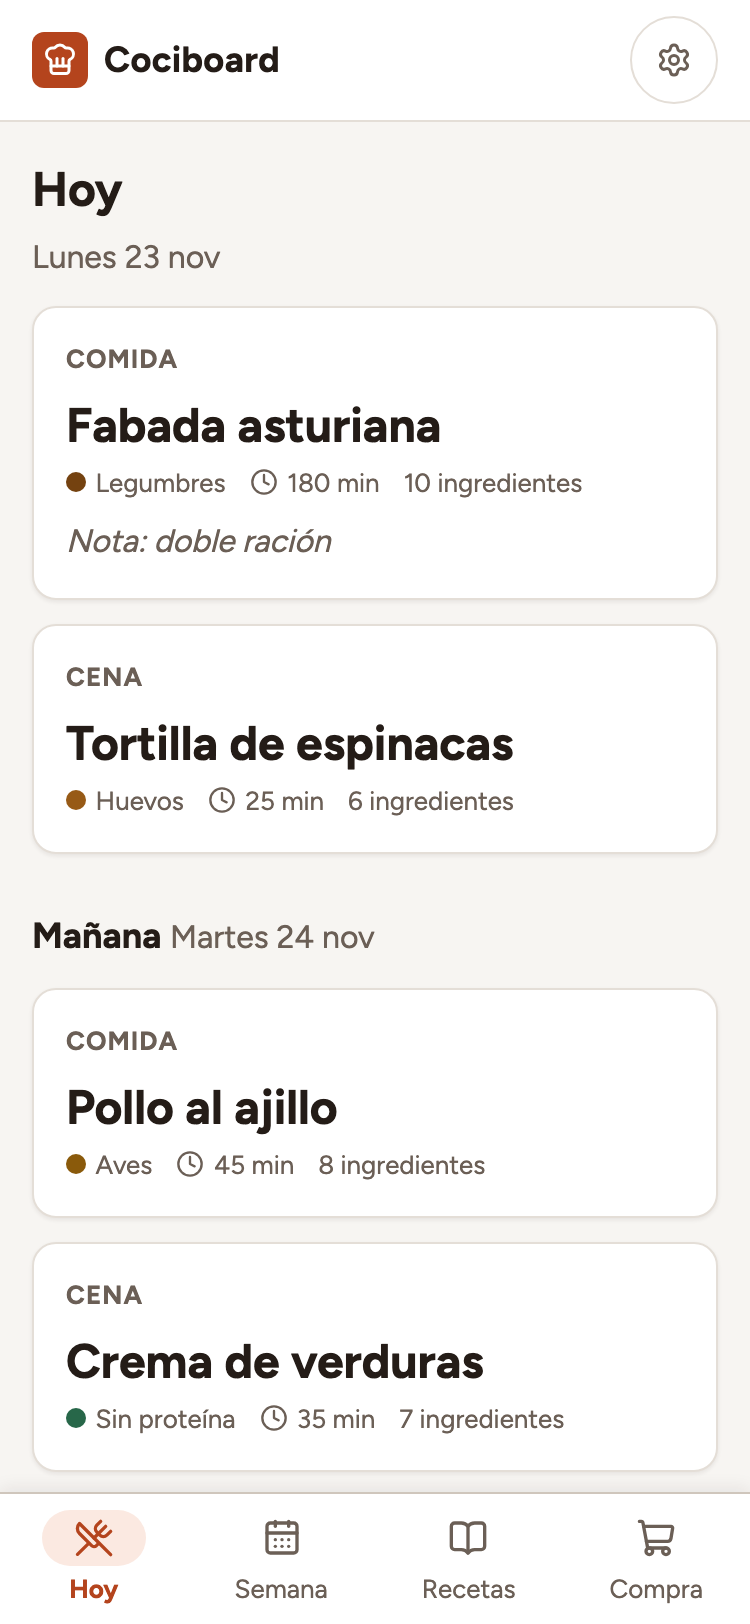 Cociboard
Hoy
Lunes 23 nov
COMIDA
Fabada asturiana
Legumbres 180 min 10 ingredientes
Nota: doble ración
CENA
Tortilla de espinacas
Huevos 25 min 6 ingredientes
Mañana Martes 24 nov
COMIDA
Pollo al ajillo
Aves 45 min 8 ingredientes
CENA
Crema de verduras
Sin proteína 35 min 7 ingredientes
Hoy Semana Recetas Compra